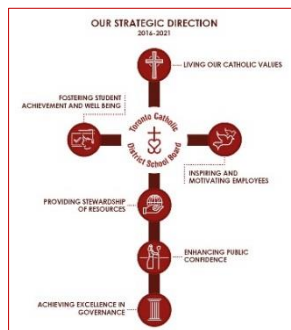 OUR STRATEGIC DIRECTION
2016-2021
LIVING OUR CATHOLIC VALUES
FOSTERING STUDENT
ACHIEVEMENT AND WELL BEING
Toronto Catholic
District School Board
INSPIRING AND
MOTIVATING EMPLOYEES
PROVIDING STEWARDSHIP
OF RESOURCES
ENHANCING PUBLIC
CONFIDENCE
ACHIEVING EXCELLENCE IN
GOVERNANCE